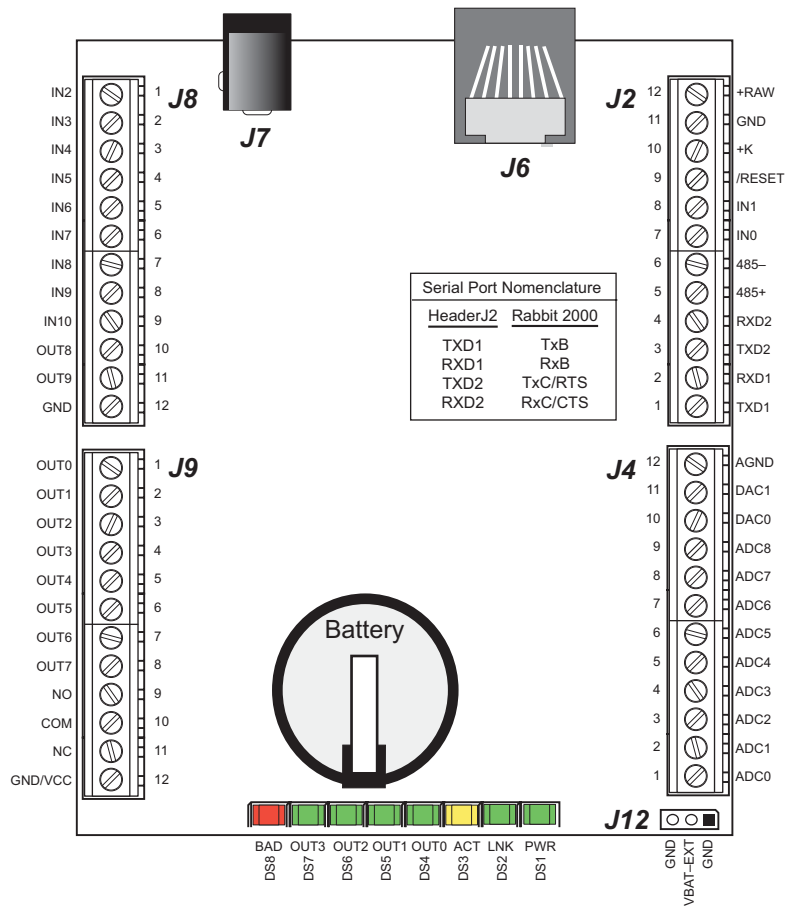 IN2 1 J8
IN3 2
IN4 3
IN5 4
IN6 5
IN7 6
IN8 7
IN9 8
IN10 9
OUT8 10
OUT9 11
GND 12
J7
J6
J2 12 +RAW
11 GND
10 +K
9 /RESET
8 IN1
7 IN0
6 485–
5 485+
4 RXD2
3 TXD2
2 RXD1
1 TXD1
Serial Port Nomenclature
HeaderJ2 Rabbit 2000
TXD1 TxB
RXD1 RxB
TXD2 TxC/RTS
RXD2 RxC/CTS
OUT0 1 J9
OUT1 2
OUT2 3
OUT3 4
OUT4 5
OUT5 6
OUT6 7
OUT7 8
NO 9
COM 10
NC 11
GND/VCC 12
Battery
J4 12 AGND
11 DAC1
10 DAC0
9 ADC8
8 ADC7
7 ADC6
6 ADC5
5 ADC4
4 ADC3
3 ADC2
2 ADC1
1 ADC0
J12
BAD OUT3 OUT2 OUT1 OUT0 ACT LNK PWR
DS8 DS7 DS6 DS5 DS4 DS3 DS2 DS1
GND
VBAT–EXT
GND